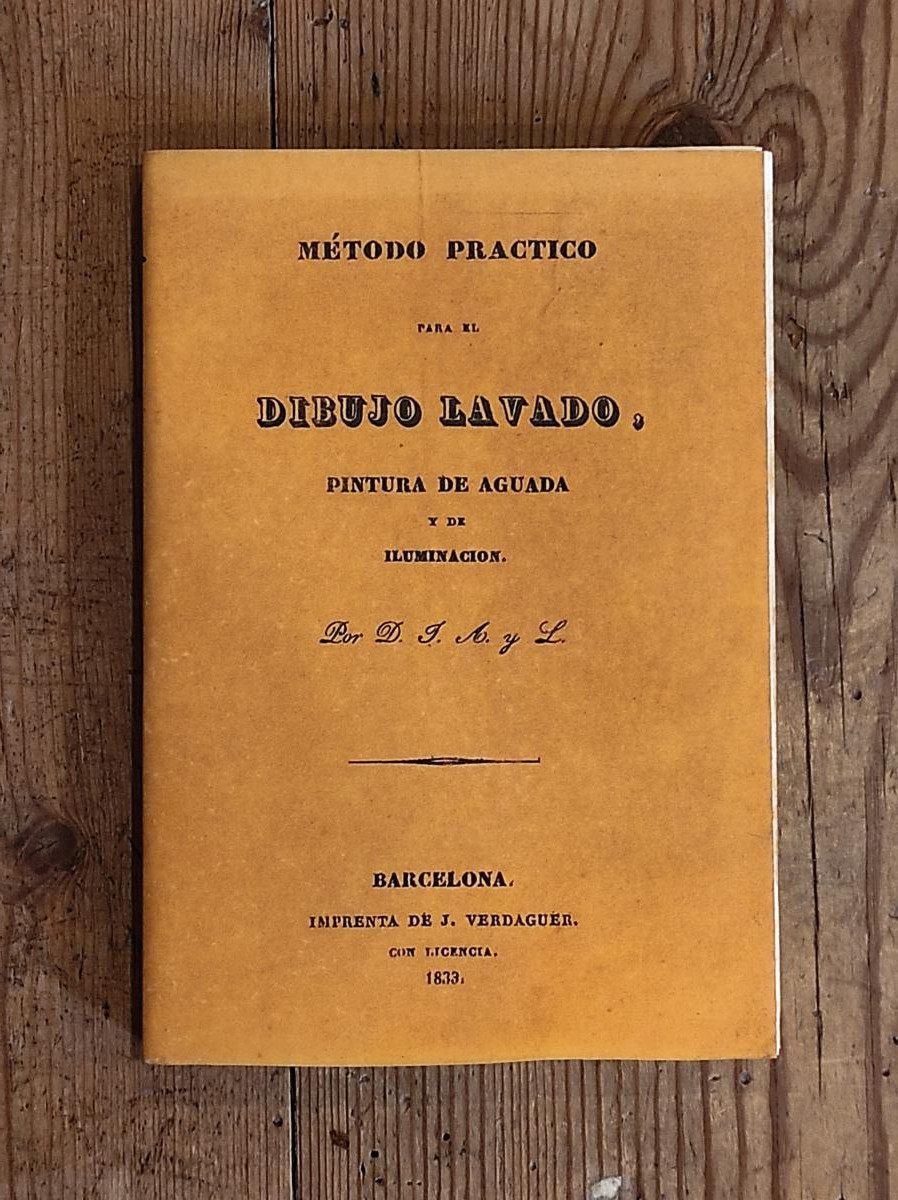 MÉTODO PRACTICO
PARA EL
DIBUJO LAVADO,
PINTURA DE AGUADA
Y DE
ILUMINACION.
Por D. J. A. y L.
BARCELONA.
IMPRENTA DE J. VERDAGUER.
CON LICENCIA.
1833.